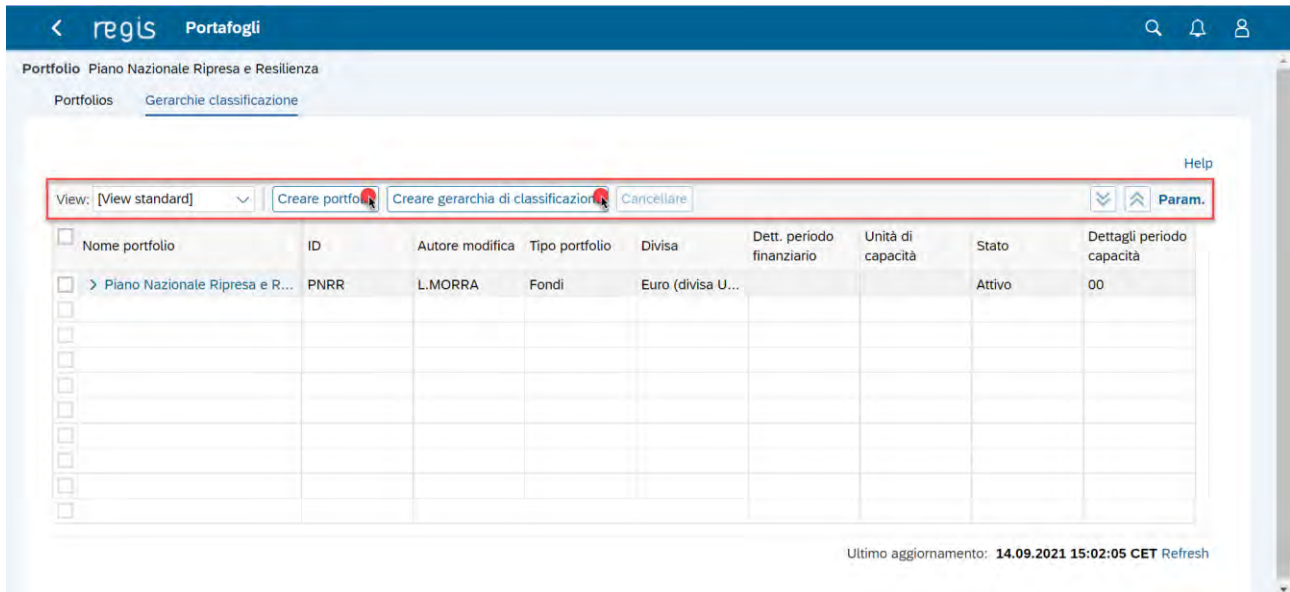 regis Portafogli
Portfolio Piano Nazionale Ripresa e Resilienza
Portfolios Gerarchie classificazione
Help
View: [View standard] Creare portfo Creare gerarchia di classificazion Cancellare Param.
Nome portfolio ID Autore modifica Tipo portfolio Divisa Dett. periodo finanziario Unità di capacità Stato Dettagli periodo capacità
Piano Nazionale Ripresa e R... PNRR L.MORRA Fondi Euro (divisa U... Attivo 00
Ultimo aggiornamento: 14.09.2021 15:02:05 CET Refresh